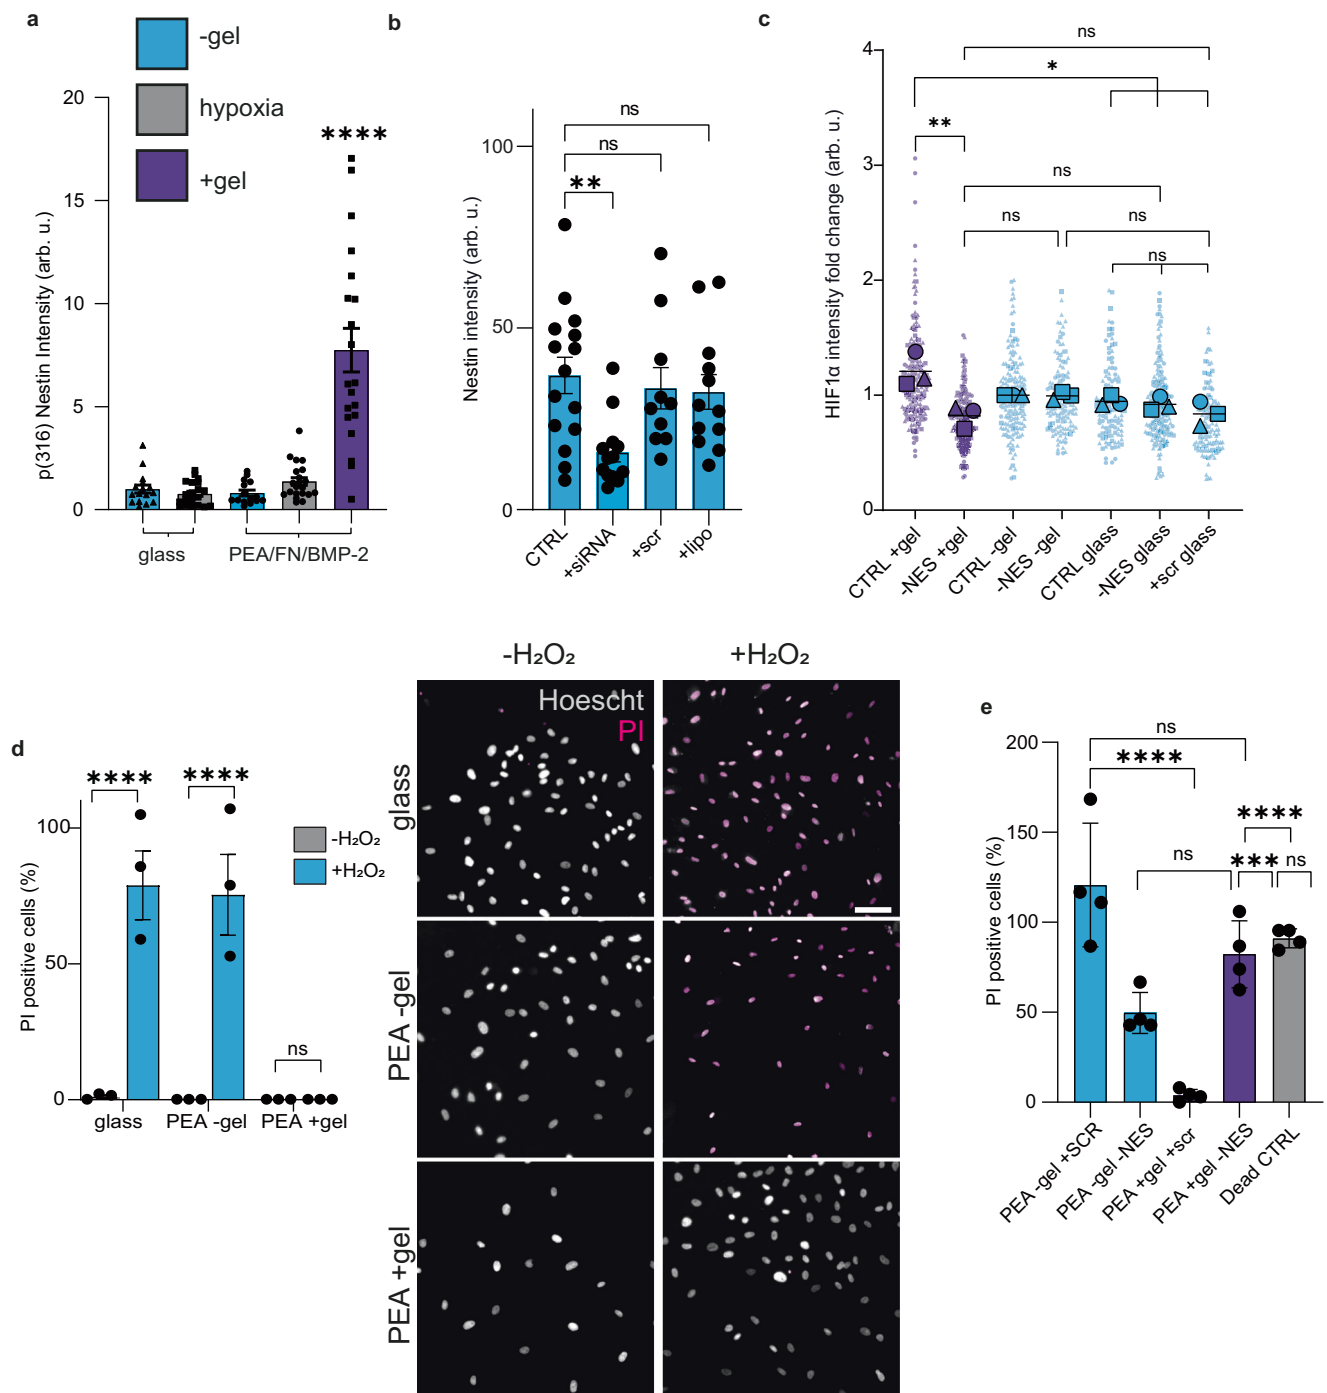 a
-gel
hypoxia
+gel
p(316) Nestin Intensity (arb. u.)
20
15
10
5
0
****
glass
PEA/FN/BMP-2
b
Nestin intensity (arb. u.)
100
50
0
ns
ns
**
CTRL
+siRNA
+scr
+lipo
c
HIF1α intensity fold change (arb. u.)
4
3
2
1
0
ns
*
**
ns
ns
ns
ns
CTRL +gel
-NES +gel
CTRL -gel
-NES -gel
CTRL glass
-NES glass
+scr glass
d
PI positive cells (%)
100
50
0
****
****
ns
-H₂O₂
+H₂O₂
glass
PEA -gel
PEA +gel
-H₂O₂
+H₂O₂
Hoescht
PI
glass
PEA -gel
PEA +gel
e
PI positive cells (%)
200
150
100
50
0
ns
****
****
ns
***
ns
PEA -gel +SCR
PEA -gel -NES
PEA +gel +scr
PEA +gel -NES
Dead CTRL